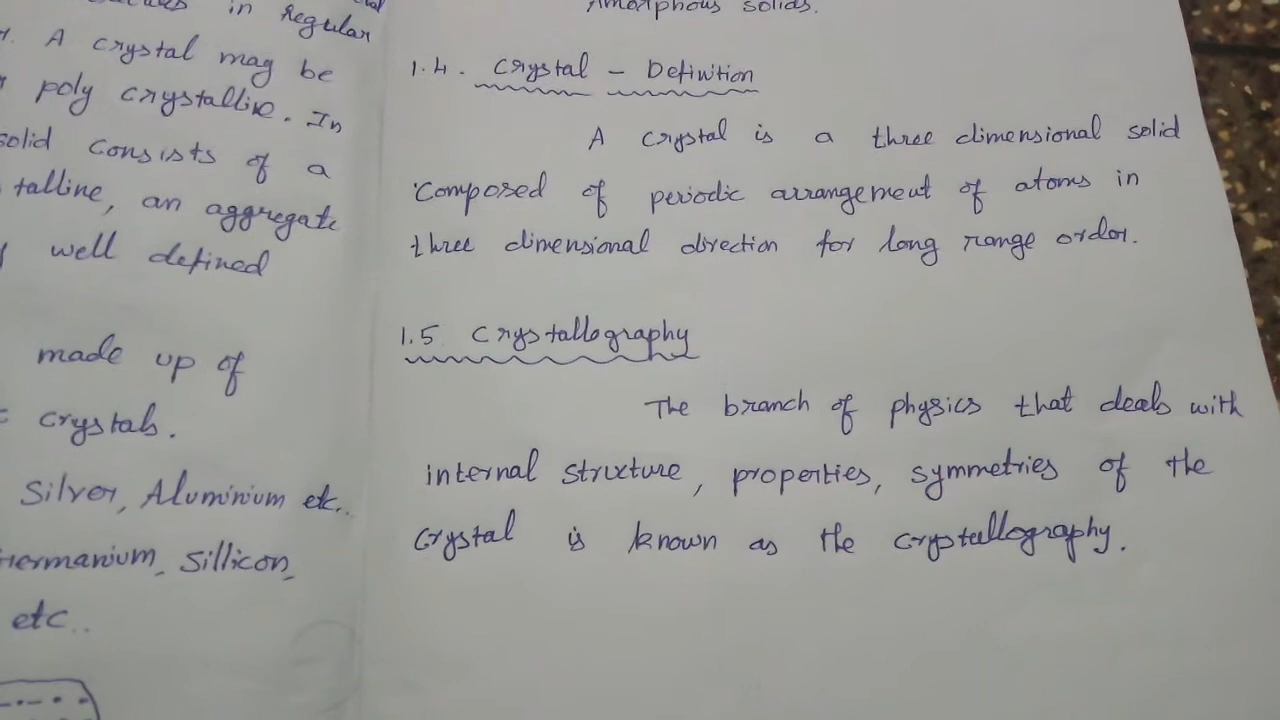 in Regular
A crystal may be
poly crystalline. In
solid consists of a
talline, an aggregate
well defined
made up of
crystals.
Silver, Aluminium etc..
Germanium, Sillicon,
etc..
Amorphous solids.
1.4. Crystal - Definition
A crystal is a three dimensional solid
composed of periodic arrangement of atoms in
three dimensional direction for long range order.
1.5 Crystallography
The branch of physics that deals with
internal structure, properties, symmetries of the
crystal is known as the crystallography.